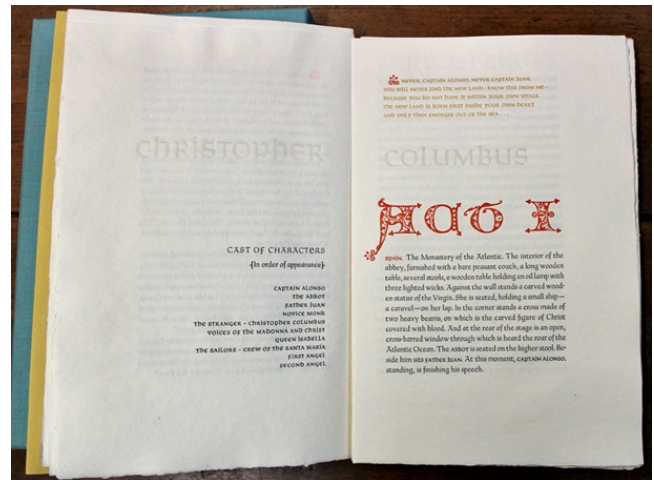 CHRISTOPHER
CAST OF CHARACTERS
{In order of appearance}
CAPTAIN ALONSO
THE ABBOT
FATHER JUAN
NOVICE MONK
THE STRANGER - CHRISTOPHER COLUMBUS
VOICES OF THE MADONNA AND CHRIST
QUEEN ISABELLA
THE SAILORS - CREW OF THE SANTA MARÍA
FIRST ANGEL
SECOND ANGEL
NEVER, CAPTAIN ALONSO, NEVER CAPTAIN JUAN,
YOU WILL NEVER FIND THE NEW LAND - KNOW THIS FROM ME -
BECAUSE YOU DO NOT HAVE IT WITHIN YOUR OWN VITALS.
THE NEW LAND IS BORN FIRST INSIDE YOUR OWN HEART
AND ONLY THEN EMERGES OUT OF THE SEA . . .
COLUMBUS
ACT I
SPAIN. The Monastery of the Atlantic. The interior of the
abbey, furnished with a bare peasant couch, a long wooden
table, several stools, a wooden table holding an oil lamp with
three lighted wicks. Against the wall stands a carved wood-
en statue of the Virgin. She is seated, holding a small ship—
a caravel—on her lap. In the corner stands a cross made of
two heavy beams, on which is the carved figure of Christ
covered with blood. And at the rear of the stage is an open,
cross-barred window through which is heard the roar of the
Atlantic Ocean. The ABBOT is seated on the higher stool. Be-
side him sits FATHER JUAN. At this moment, CAPTAIN ALONSO,
standing, is finishing his speech.